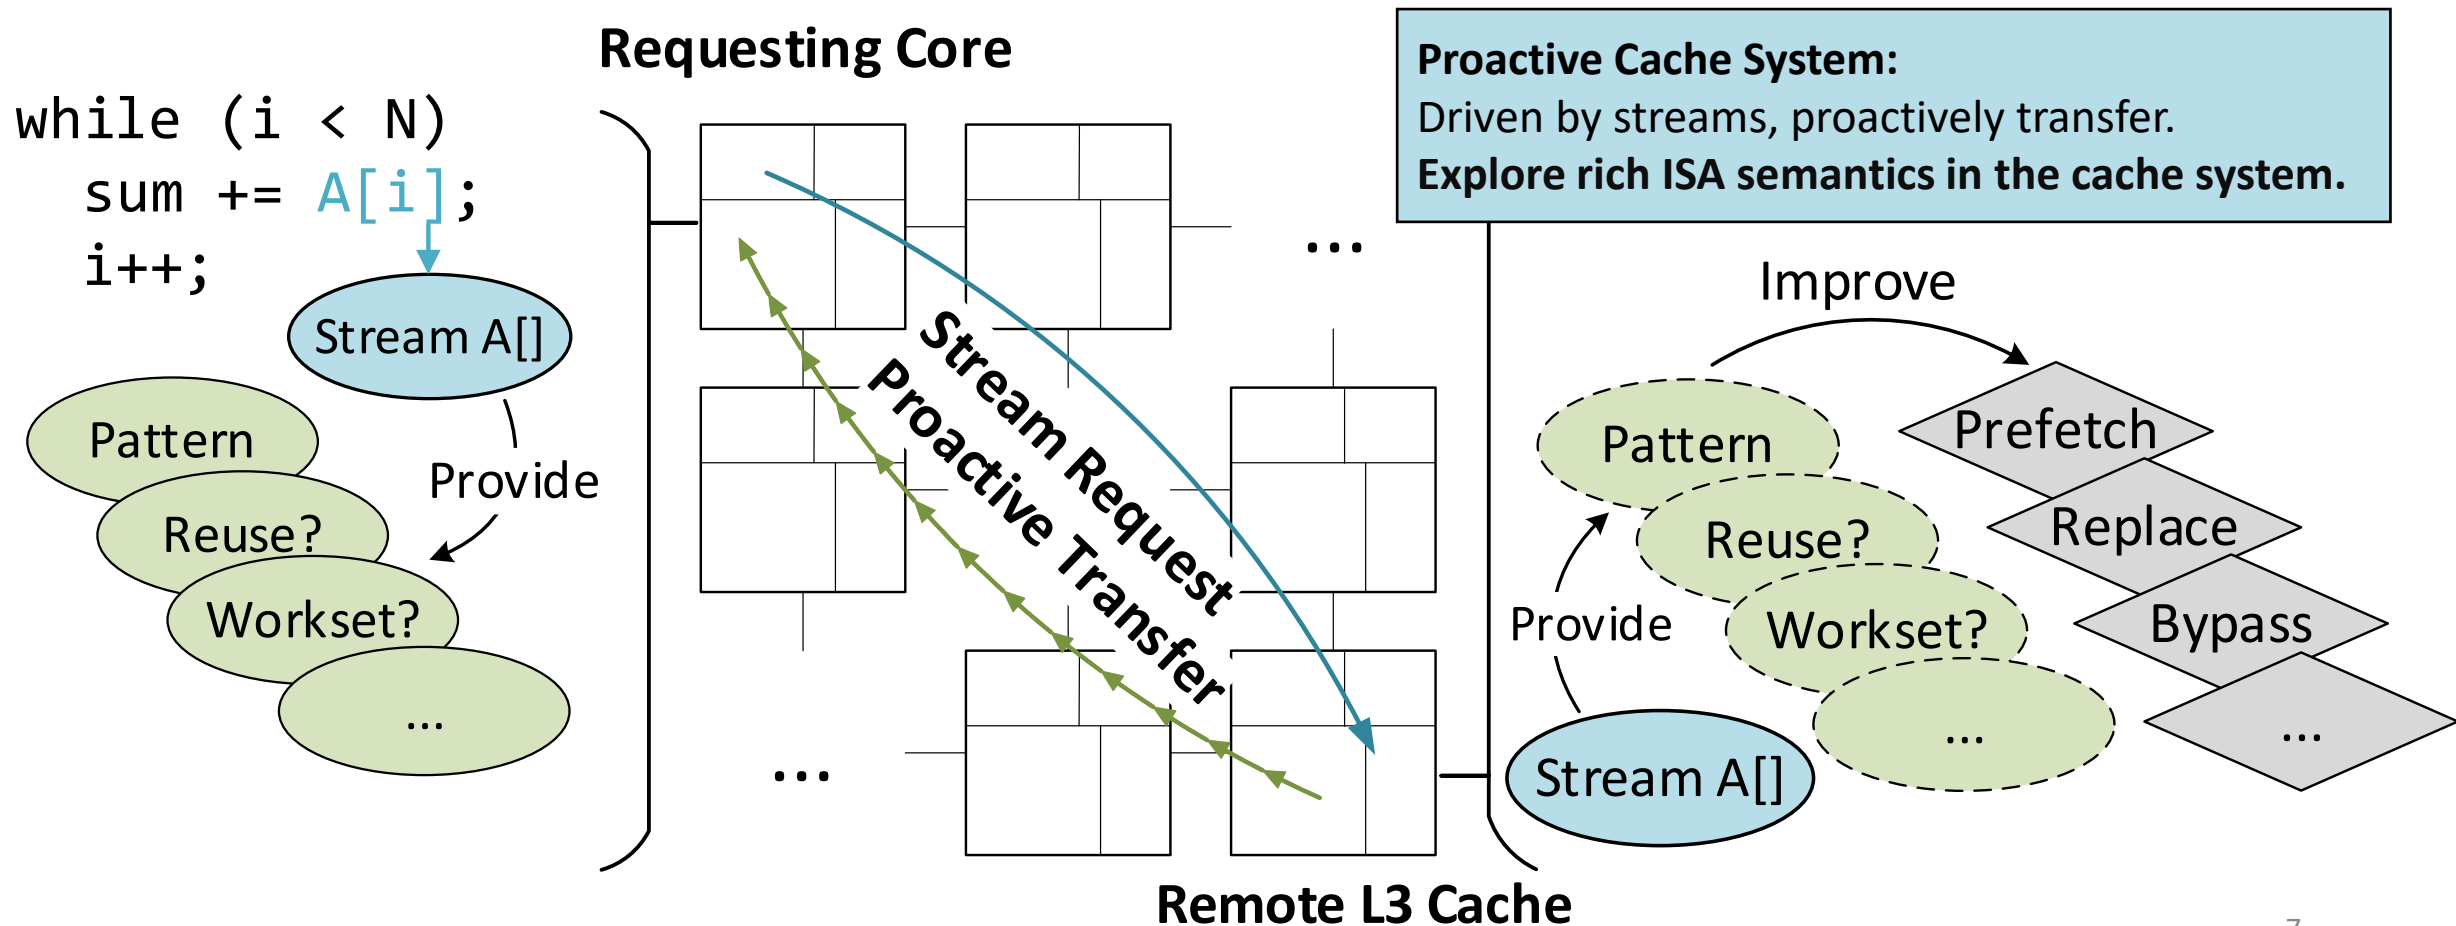 Requesting Core
while (i < N)
sum += A[i];
i++;
Stream A[]
Pattern
Provide
Reuse?
Workset?
...
...
...
Stream Request
Proactive Transfer
Remote L3 Cache
Proactive Cache System:
Driven by streams, proactively transfer.
Explore rich ISA semantics in the cache system.
Improve
Pattern
Prefetch
Reuse?
Replace
Provide
Workset?
Bypass
...
...
Stream A[]